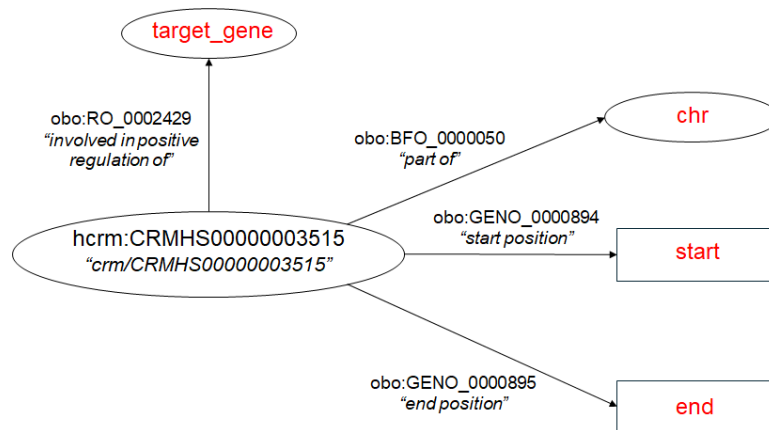 target_gene
obo:RO_0002429
“involved in positive
regulation of”
obo:BFO_0000050
“part of”
chr
obo:GENO_0000894
“start position”
hcrm:CRMHS00000003515
“crm/CRMHS00000003515”
start
obo:GENO_0000895
“end position”
end